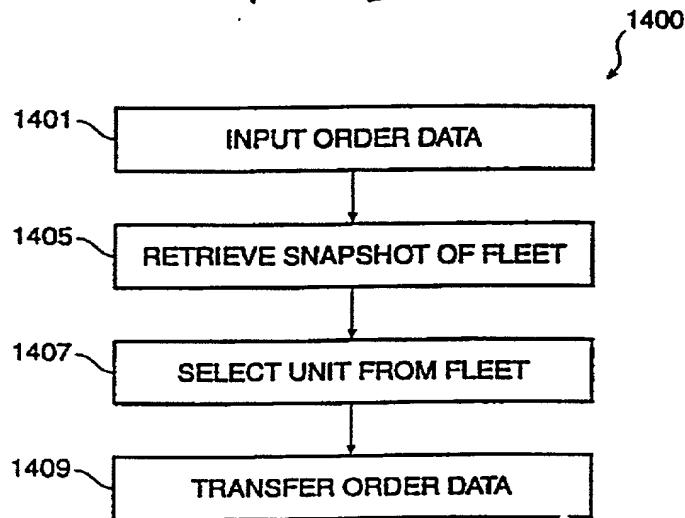 1400
1401
INPUT ORDER DATA
1405
RETRIEVE SNAPSHOT OF FLEET
1407
SELECT UNIT FROM FLEET
1409
TRANSFER ORDER DATA